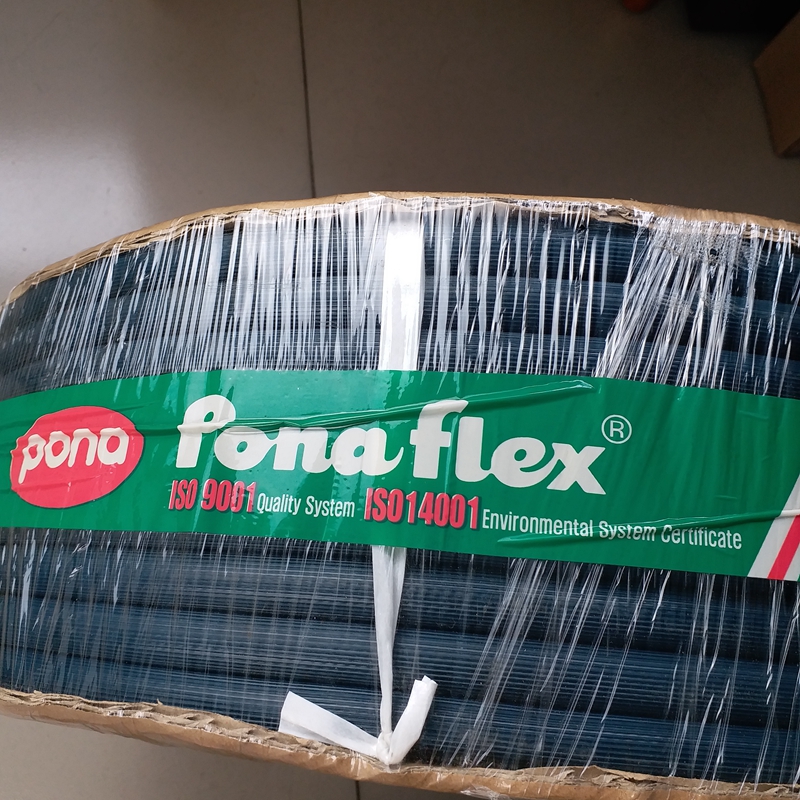 pona
Ponaflex®
ISO 9001 Quality System ISO14001 Environmental System Certificate